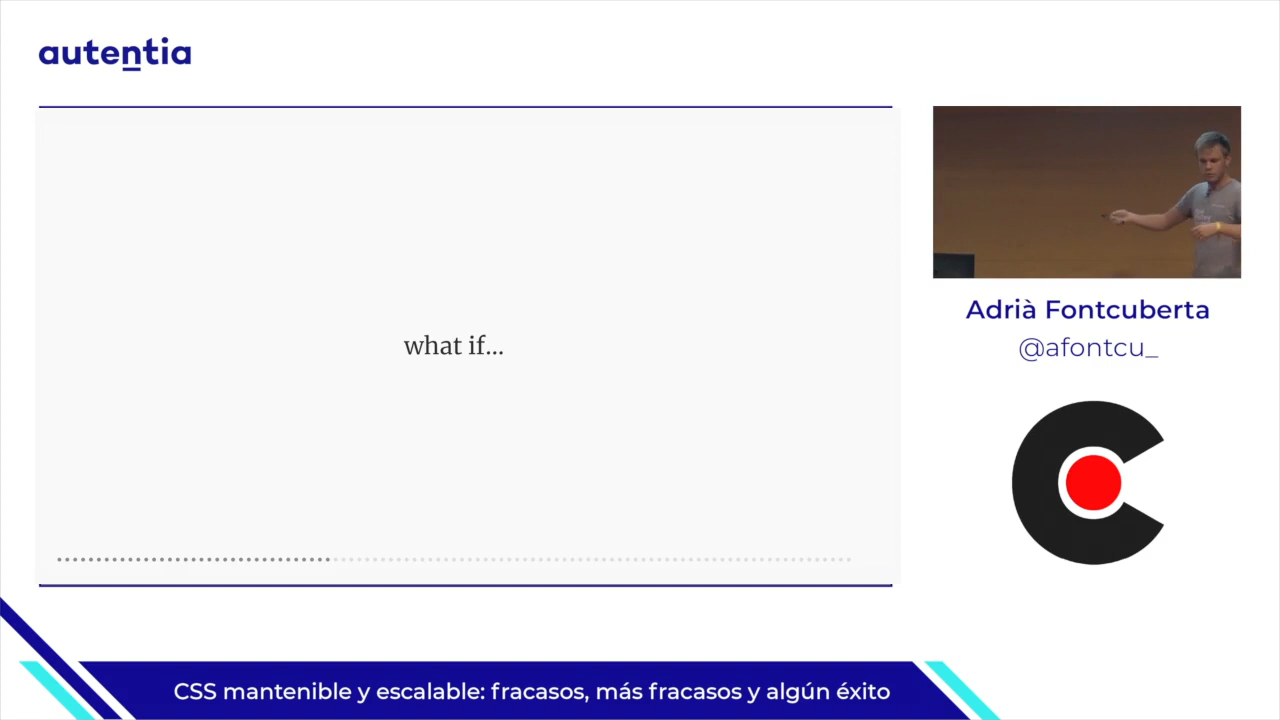 autentia
what if...
Adrià Fontcuberta
@afontcu_
CSS mantenible y escalable: fracasos, más fracasos y algún éxito